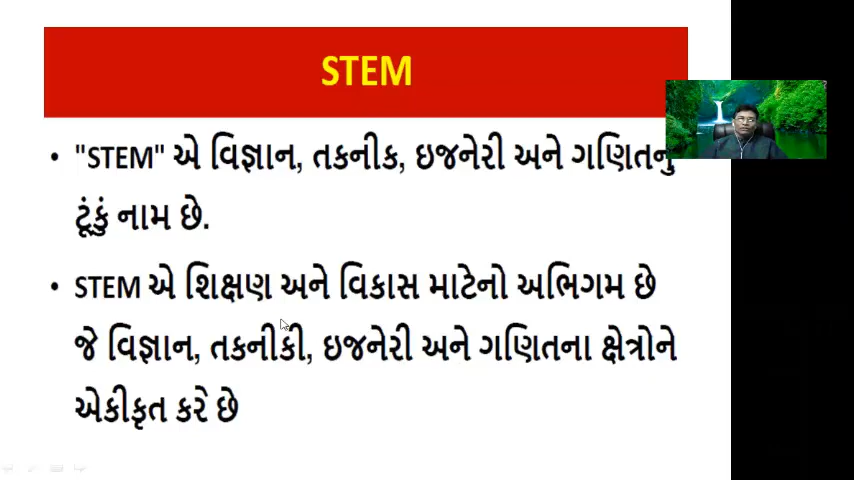 STEM
• "STEM" એ વિજ્ઞાન, તકનીક, ઇજનેરી અને ગણિતનુ
ટૂંકું નામ છે.
• STEM એ શિક્ષણ અને વિકાસ માટેનો અભિગમ છે
જે વિજ્ઞાન, તકનીકી, ઇજનેરી અને ગણિતના ક્ષેત્રોને
એકીકૃત કરે છે